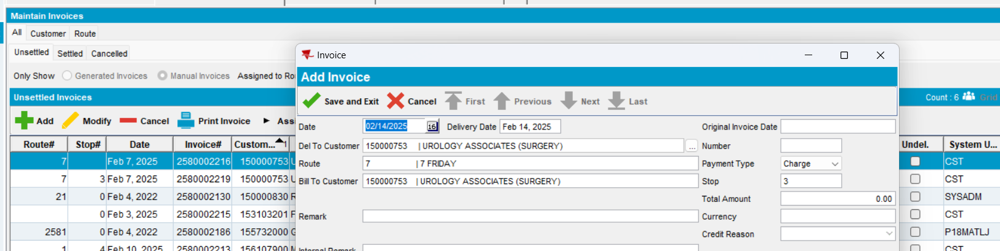 Maintain Invoices
All Customer Route
Unsettled Settled Cancelled
Only Show Generated Invoices Manual Invoices Assigned to
Unsettled Invoices
Count : 6 Grid
Add Modify Cancel Print Invoice
Route# Stop# Date Invoice# Custom... 1 Undel. System U...
7 Feb 7, 2025 2580002216 150000753 CST
7 3 Feb 7, 2025 2580002219 150000753 CST
21 0 Feb 4, 2022 2580002130 150000830 SYSADM
0 Feb 3, 2025 2580002215 153103201 CST
2581 0 Feb 4, 2022 2580002186 155732000 P18MATLJ
1 4 Feb 10, 2025 2580002213 156107900 CST
Invoice
Add Invoice
Save and Exit Cancel First Previous Next Last
Date 02/14/2025 16 Delivery Date Feb 14, 2025 Original Invoice Date
Del To Customer 150000753 | UROLOGY ASSOCIATES (SURGERY) ... Number
Route 7 | 7 FRIDAY Payment Type Charge
Bill To Customer 150000753 | UROLOGY ASSOCIATES (SURGERY) Stop 3
Total Amount 0.00
Remark Currency
Credit Reason
Internal Remark